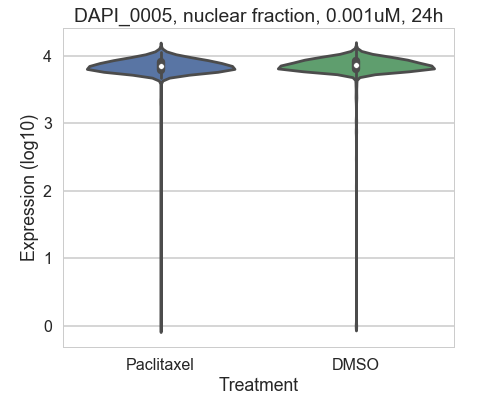 DAPI_0005, nuclear fraction, 0.001uM, 24h
4
3
2
1
0
Expression (log10)
Paclitaxel DMSO
Treatment